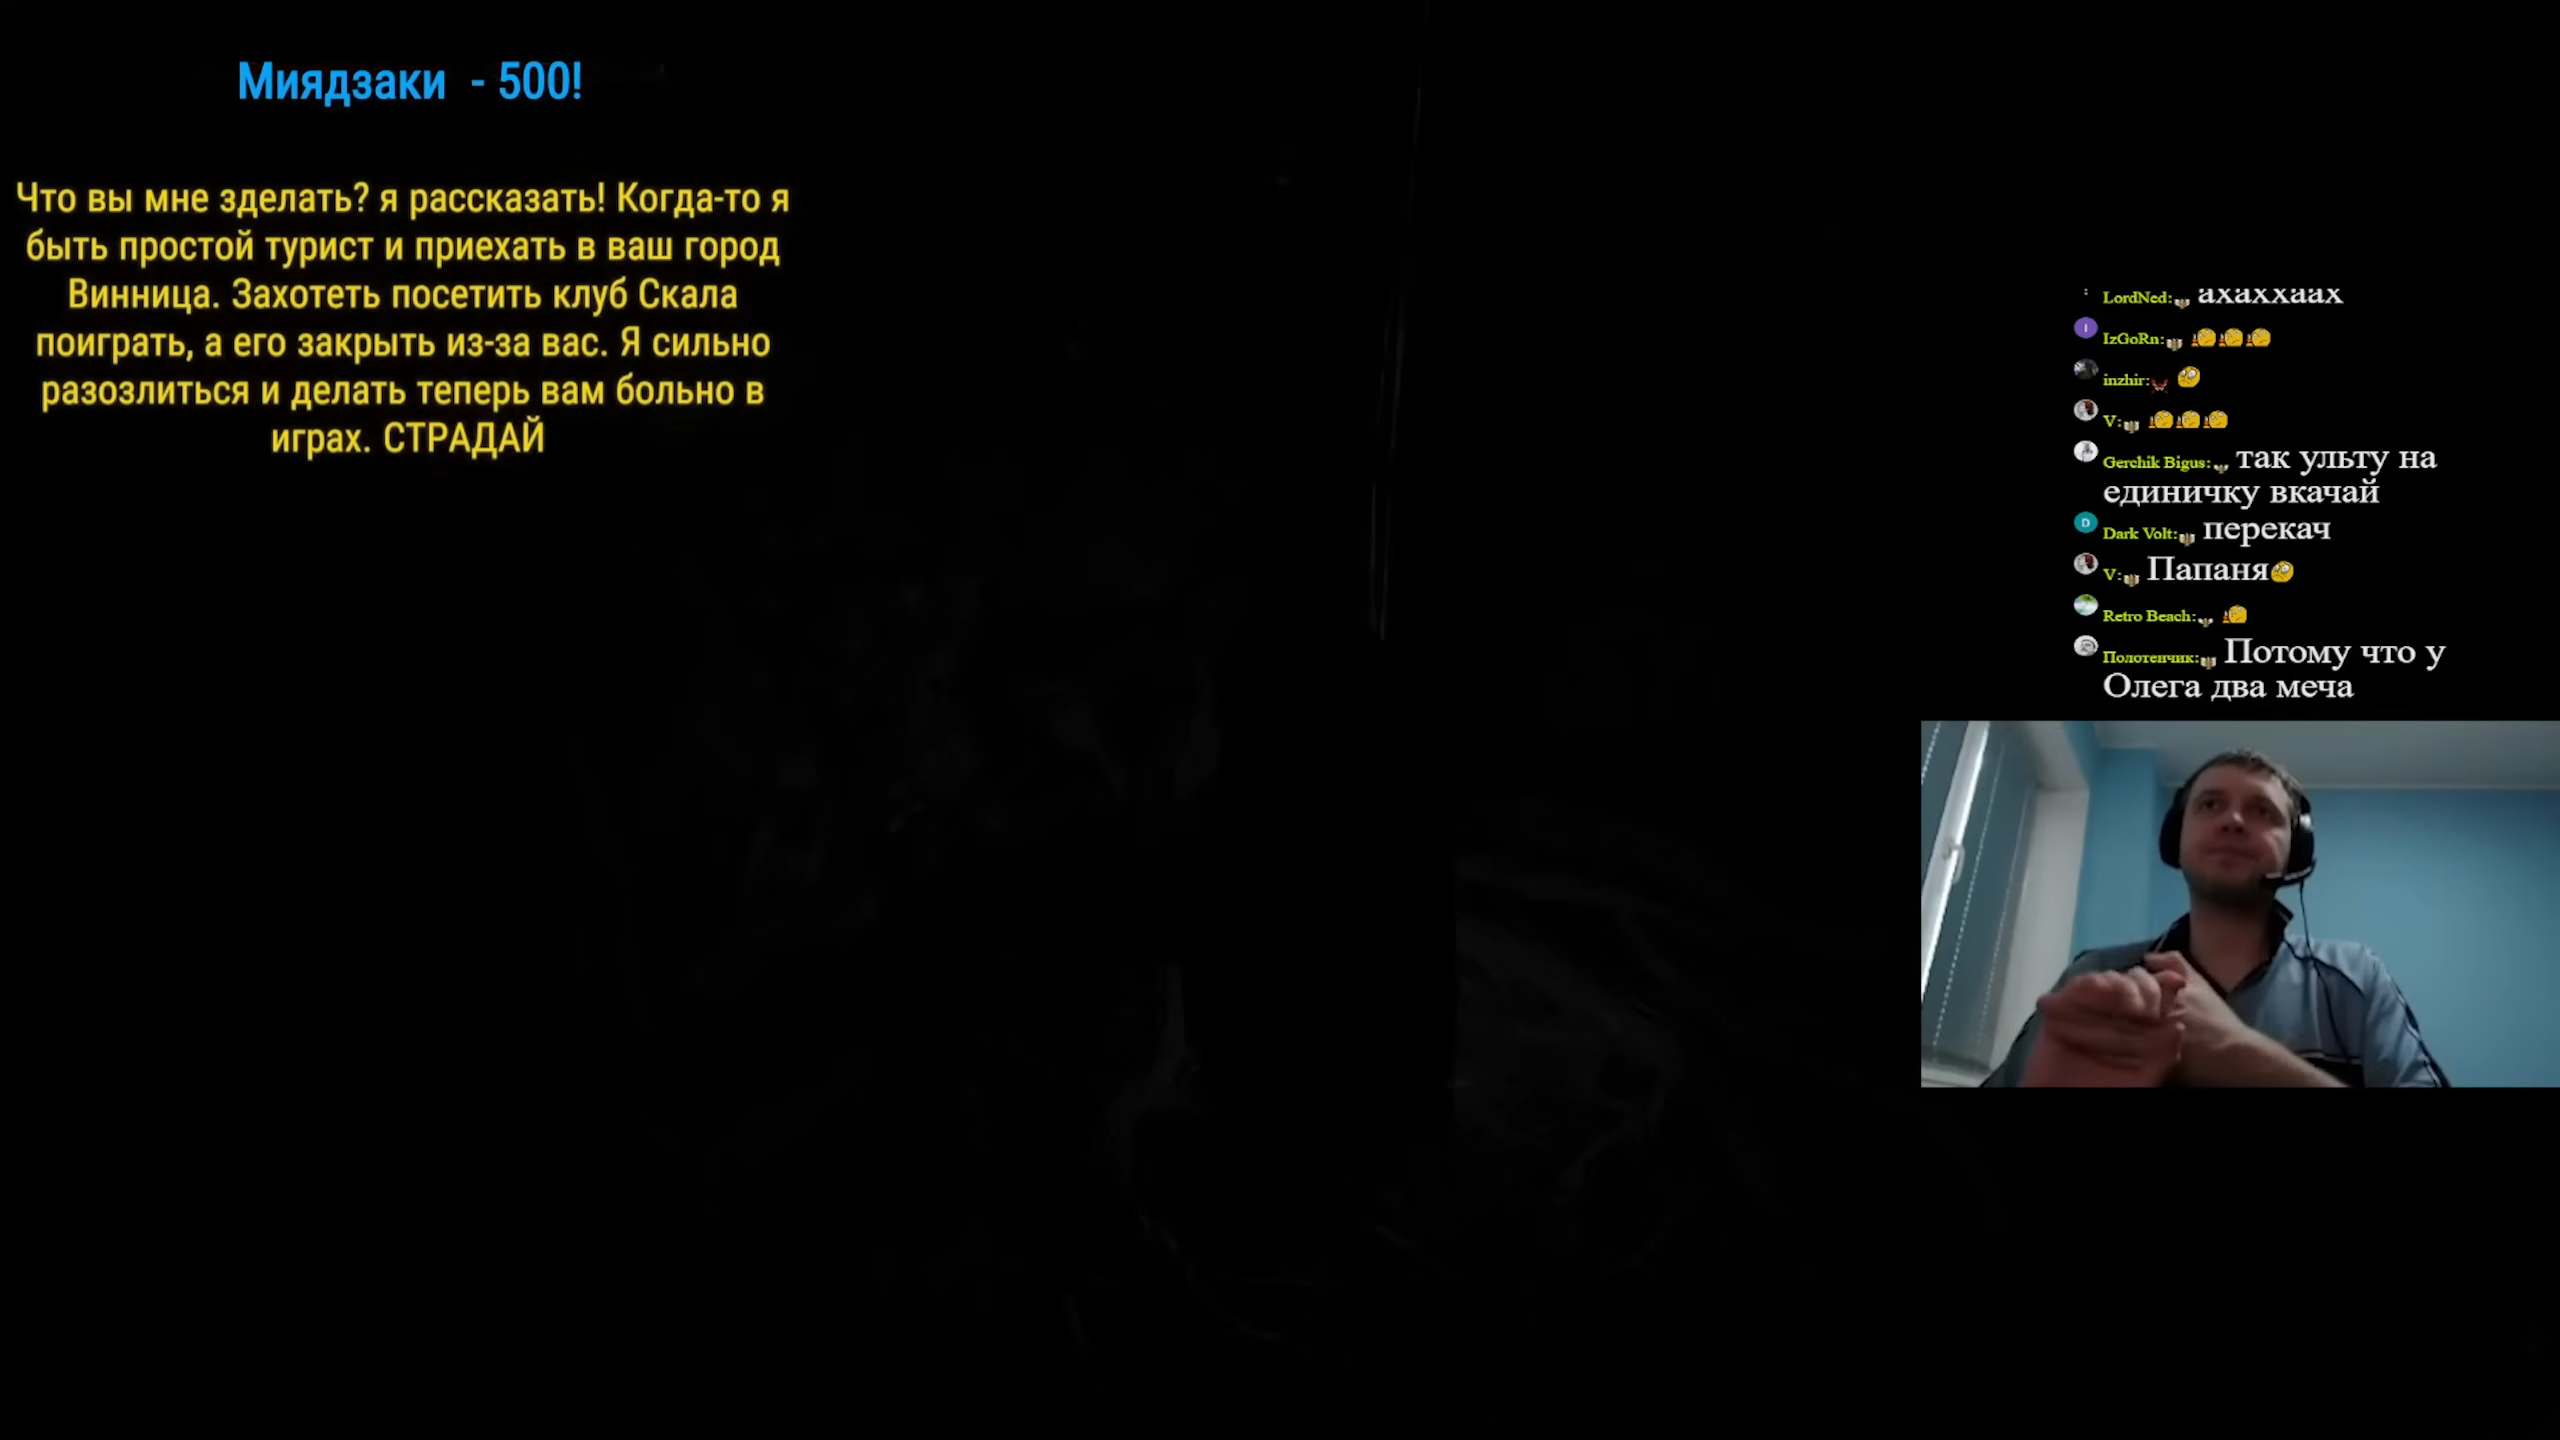 Миядзаки - 500!
Что вы мне зделать? я рассказать! Когда-то я
быть простой турист и приехать в ваш город
Винница. Захотеть посетить клуб Скала
поиграть, а его закрыть из-за вас. Я сильно
разозлиться и делать теперь вам больно в
играх. СТРАДАЙ
LordNed: ахаххаах
IzGoRn:
inzhir:
V:
Gerchik Bigus: так ульту на
единичку вкачай
Dark Volt: перекач
V: Папаня
Retro Beach:
Полотенчик: Потому что у
Олега два меча